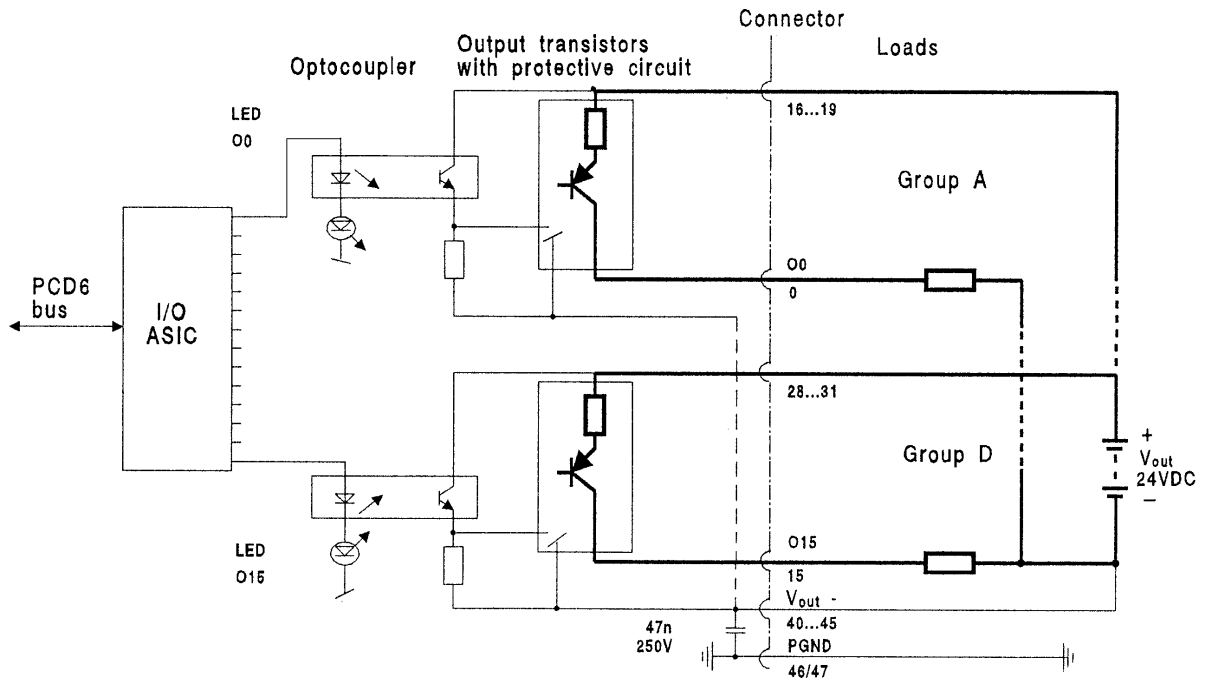 Connector
Output transistors
with protective circuit
Loads
Optocoupler
LED
O0
16...19
Group A
PCD6
bus
I/O
ASIC
O0
0
28...31
Group D
+
Vout
24VDC
−
LED
O15
O15
15
Vout -
40...45
47n
250V
PGND
46/47